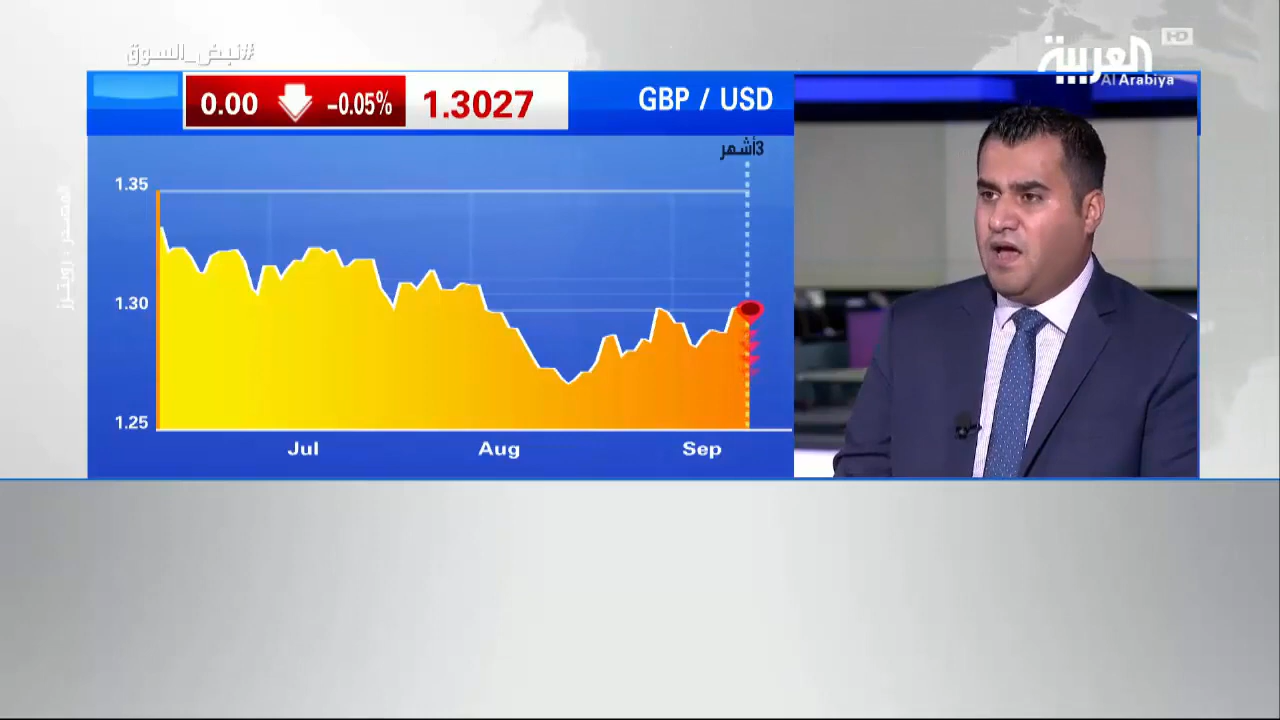 #نبض_السوق
HD
العربية
Al Arabiya
0.00 -0.05% 1.3027 GBP / USD
3أشهر
1.35
1.30
1.25
Jul Aug Sep
المصدر : رويترز